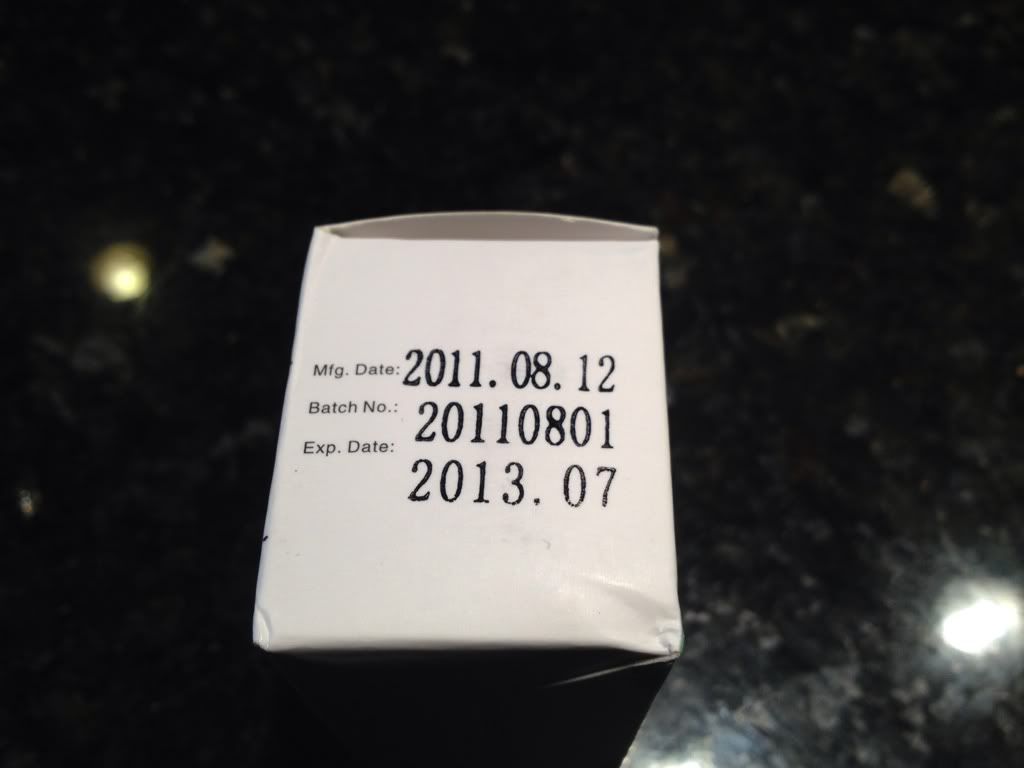 Mfg. Date: 2011.08.12
Batch No.: 20110801
Exp. Date: 2013.07